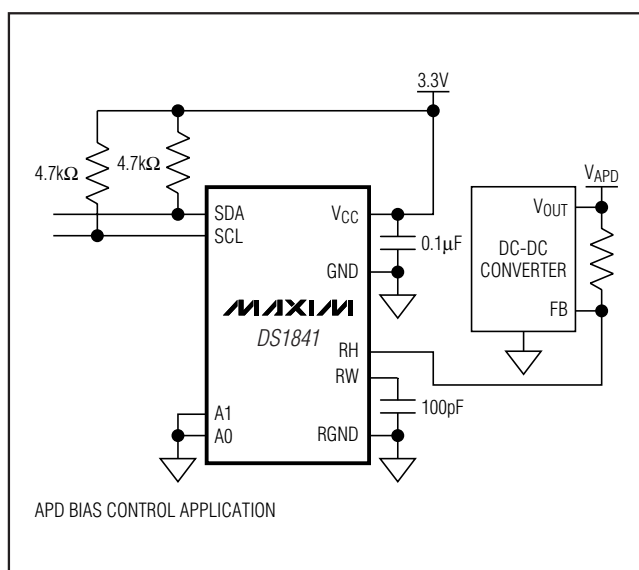 3.3V
4.7kΩ
4.7kΩ
SDA
SCL
VCC
0.1µF
GND
MAXIM
DS1841
RH
RW
100pF
A1
A0
RGND
VAPD
VOUT
DC-DC
CONVERTER
FB
APD BIAS CONTROL APPLICATION